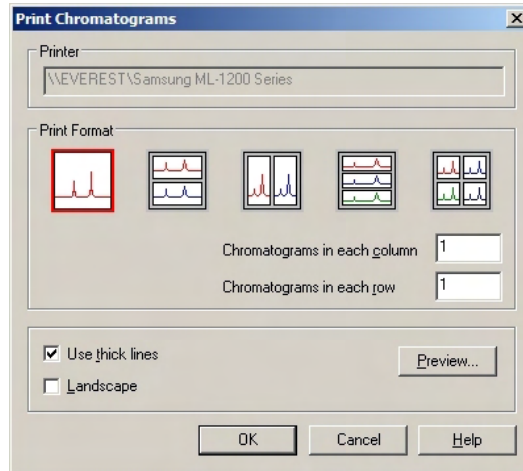 Print Chromatograms
Printer
\\EVEREST\Samsung ML-1200 Series
Print Format
Chromatograms in each column 1
Chromatograms in each row 1
Use thick lines
Preview...
Landscape
OK Cancel Help